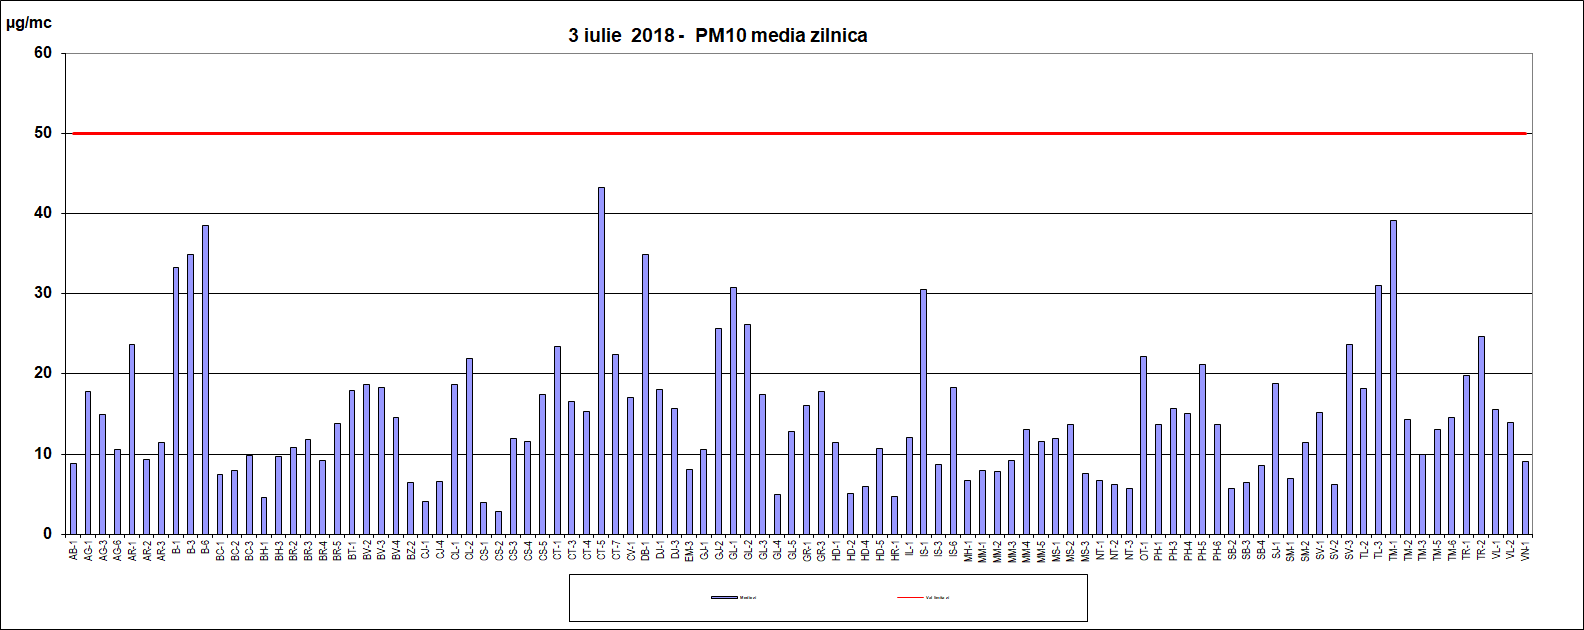 µg/mc
3 iulie 2018 - PM10 media zilnica
60
50
40
30
20
10
0
AB-1 AG-1 AG-3 AG-6 AR-1 AR-2 AR-3 B-1 B-3 B-6 BC-1 BC-2 BC-3 BH-1 BH-3 BR-2 BR-3 BR-4 BR-5 BT-1 BV-2 BV-3 BV-4 BZ-2 CJ-1 CJ-4 CL-1 CL-2 CS-1 CS-2 CS-3 CS-4 CS-5 CT-1 CT-3 CT-4 CT-5 CT-7 CV-1 DB-1 DJ-1 DJ-3 EM-3 GJ-1 GJ-2 GL-1 GL-2 GL-3 GL-4 GL-5 GR-1 GR-3 HD-1 HD-2 HD-4 HD-5 HR-1 IL-1 IS-1 IS-3 IS-6 MH-1 MM-1 MM-2 MM-3 MM-4 MM-5 MS-1 MS-2 MS-3 NT-1 NT-2 NT-3 OT-1 PH-1 PH-3 PH-4 PH-5 PH-6 SB-2 SB-3 SB-4 SJ-1 SM-1 SM-2 SV-1 SV-2 SV-3 TL-2 TL-3 TM-1 TM-2 TM-3 TM-5 TM-6 TR-1 TR-2 VL-1 VL-2 VN-1